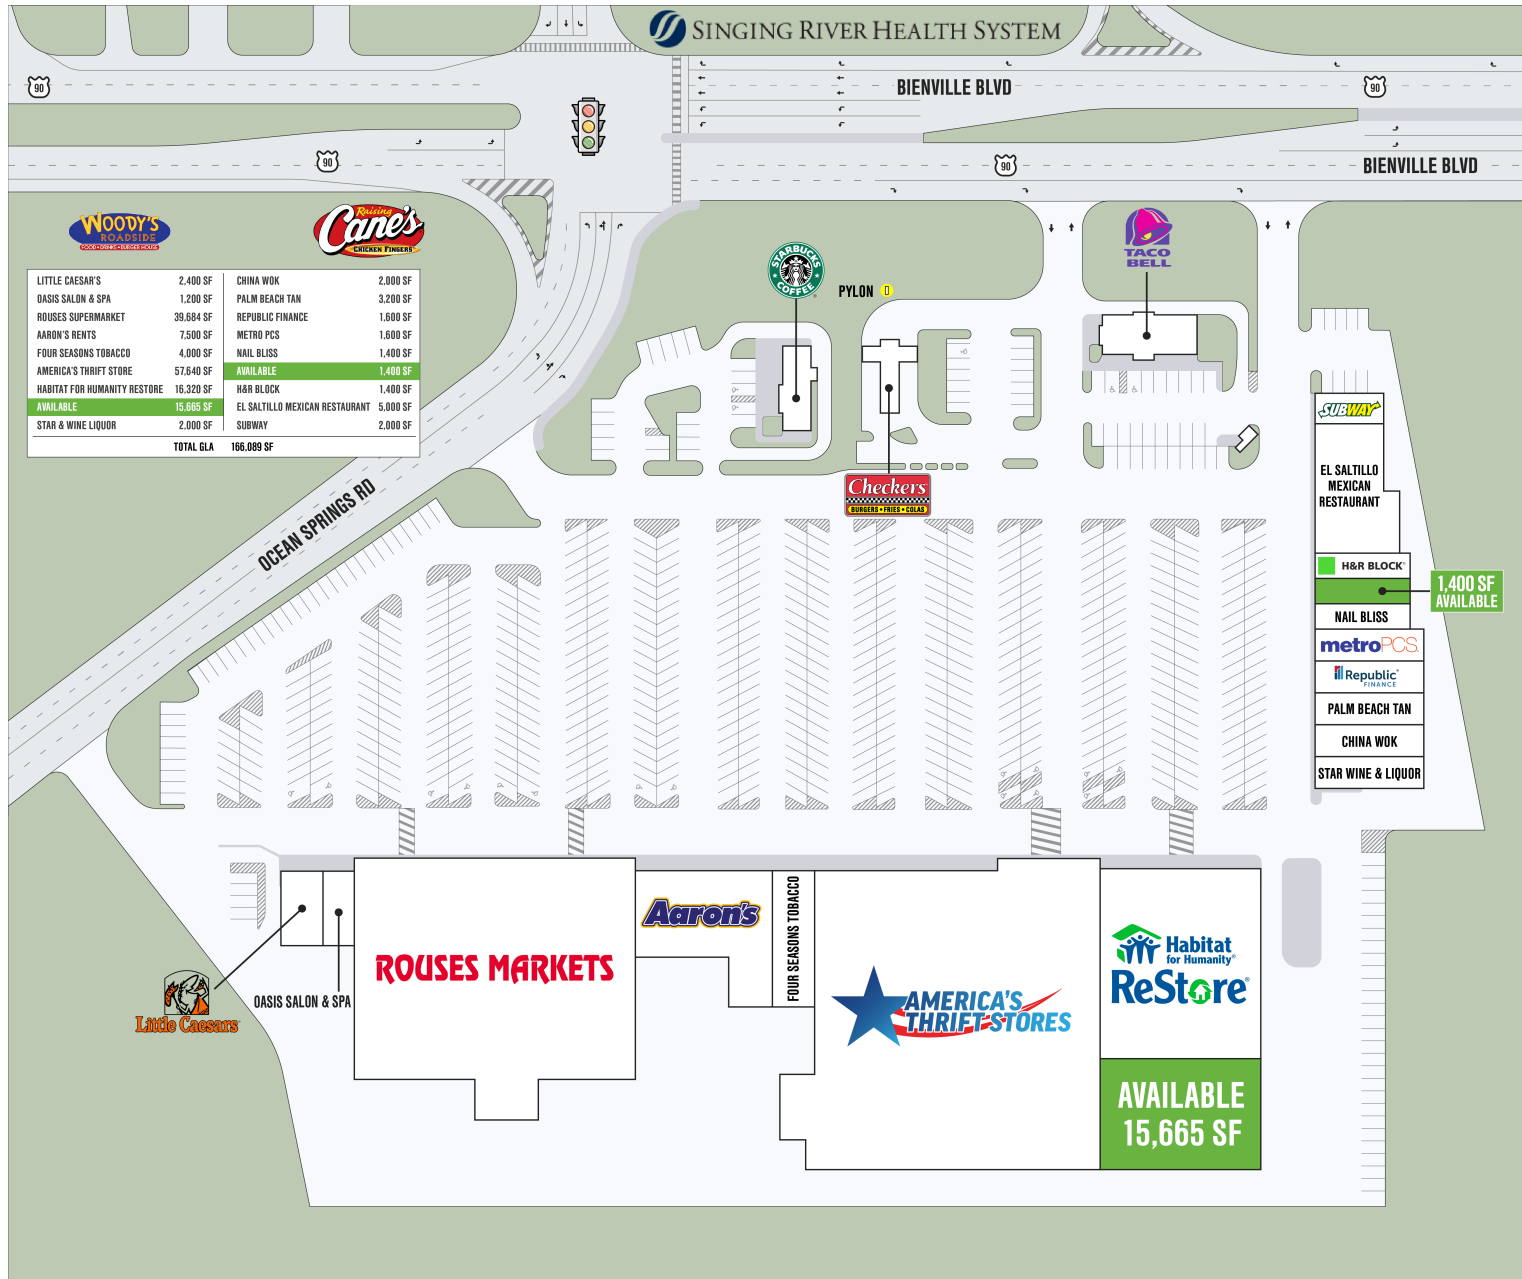 SINGING RIVER HEALTH SYSTEM
90
BIENVILLE BLVD
90
90
90
BIENVILLE BLVD
WOODY'S
ROADSIDE
FOOD • DRINKS • BURGER HOUSE
Raising
Cane's
CHICKEN FINGERS
STARBUCKS
COFFEE
PYLON
TACO
BELL
LITTLE CAESAR'S 2,400 SF
OASIS SALON & SPA 1,200 SF
ROUSES SUPERMARKET 39,684 SF
AARON'S RENTS 7,500 SF
FOUR SEASONS TOBACCO 4,000 SF
AMERICA'S THRIFT STORE 57,640 SF
HABITAT FOR HUMANITY RESTORE 16,320 SF
AVAILABLE 15,665 SF
STAR & WINE LIQUOR 2,000 SF
CHINA WOK 2,000 SF
PALM BEACH TAN 3,200 SF
REPUBLIC FINANCE 1,600 SF
METRO PCS 1,600 SF
NAIL BLISS 1,400 SF
AVAILABLE 1,400 SF
H&R BLOCK 1,400 SF
EL SALTILLO MEXICAN RESTAURANT 5,000 SF
SUBWAY 2,000 SF
TOTAL GLA 166,089 SF
OCEAN SPRINGS RD
Checkers
BURGERS • FRIES • COLAS
SUBWAY
EL SALTILLO
MEXICAN
RESTAURANT
H&R BLOCK®
1,400 SF
AVAILABLE
NAIL BLISS
metroPCS.
Republic®
FINANCE
PALM BEACH TAN
CHINA WOK
STAR WINE & LIQUOR
Little Caesars
OASIS SALON & SPA
ROUSES MARKETS
Aaron's
FOUR SEASONS TOBACCO
AMERICA'S
THRIFT STORES
Habitat
for Humanity®
ReStore®
AVAILABLE
15,665 SF